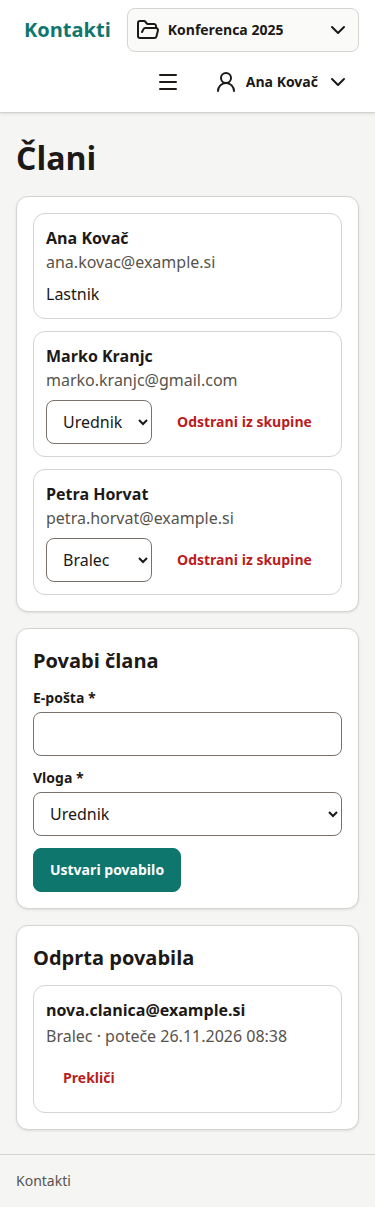 Kontakti
Konferenca 2025
Ana Kovač
Člani
Ana Kovač
ana.kovac@example.si
Lastnik
Marko Kranjc
marko.kranjc@gmail.com
Urednik
Odstrani iz skupine
Petra Horvat
petra.horvat@example.si
Bralec
Odstrani iz skupine
Povabi člana
E-pošta *
Vloga *
Urednik
Ustvari povabilo
Odprta povabila
nova.clanica@example.si
Bralec · poteče 26.11.2026 08:38
Prekliči
Kontakti